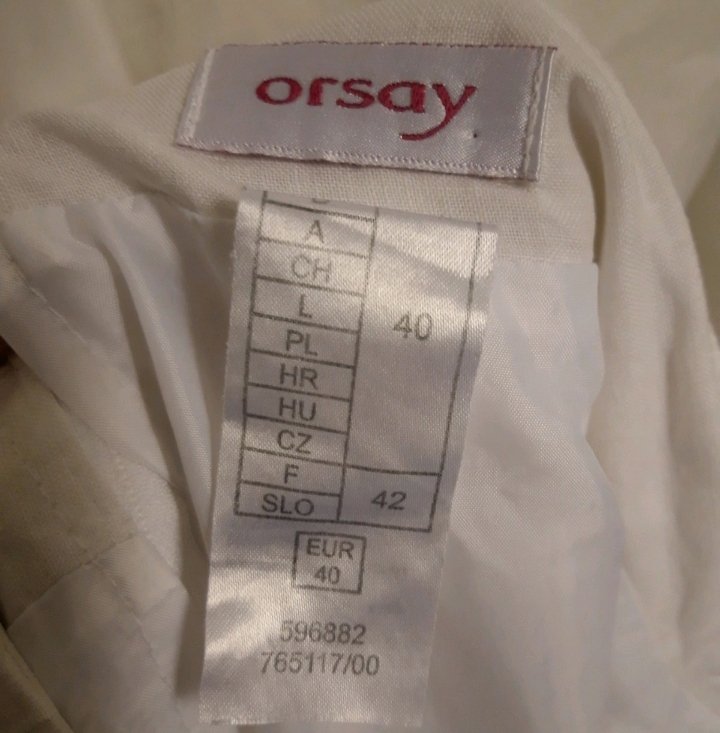 orsay
A
CH
L
PL
40
HR
HU
CZ
F
SLO
42
EUR
40
596882
765117/00